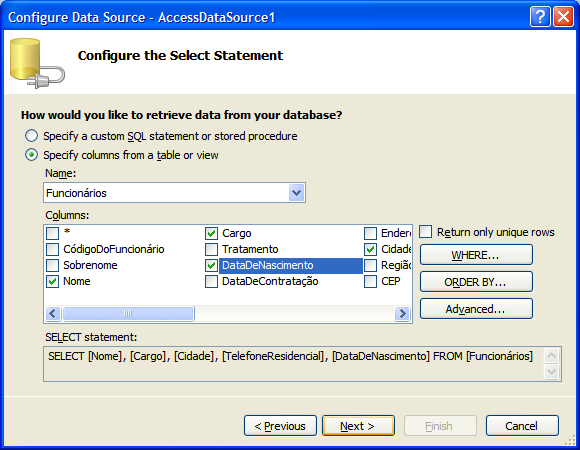 Configure Data Source - AccessDataSource1
Configure the Select Statement
How would you like to retrieve data from your database?
Specify a custom SQL statement or stored procedure
Specify columns from a table or view
Name:
Funcionários
Columns:
*
Cargo
CódigoDoFuncionário
Tratamento
Cidade
Sobrenome
DataDeNascimento
Região
Nome
DataDeContratação
CEP
Return only unique rows
WHERE...
ORDER BY...
Advanced...
SELECT statement:
SELECT [Nome], [Cargo], [Cidade], [TelefoneResidencial], [DataDeNascimento] FROM [Funcionários]
< Previous
Next >
Finish
Cancel